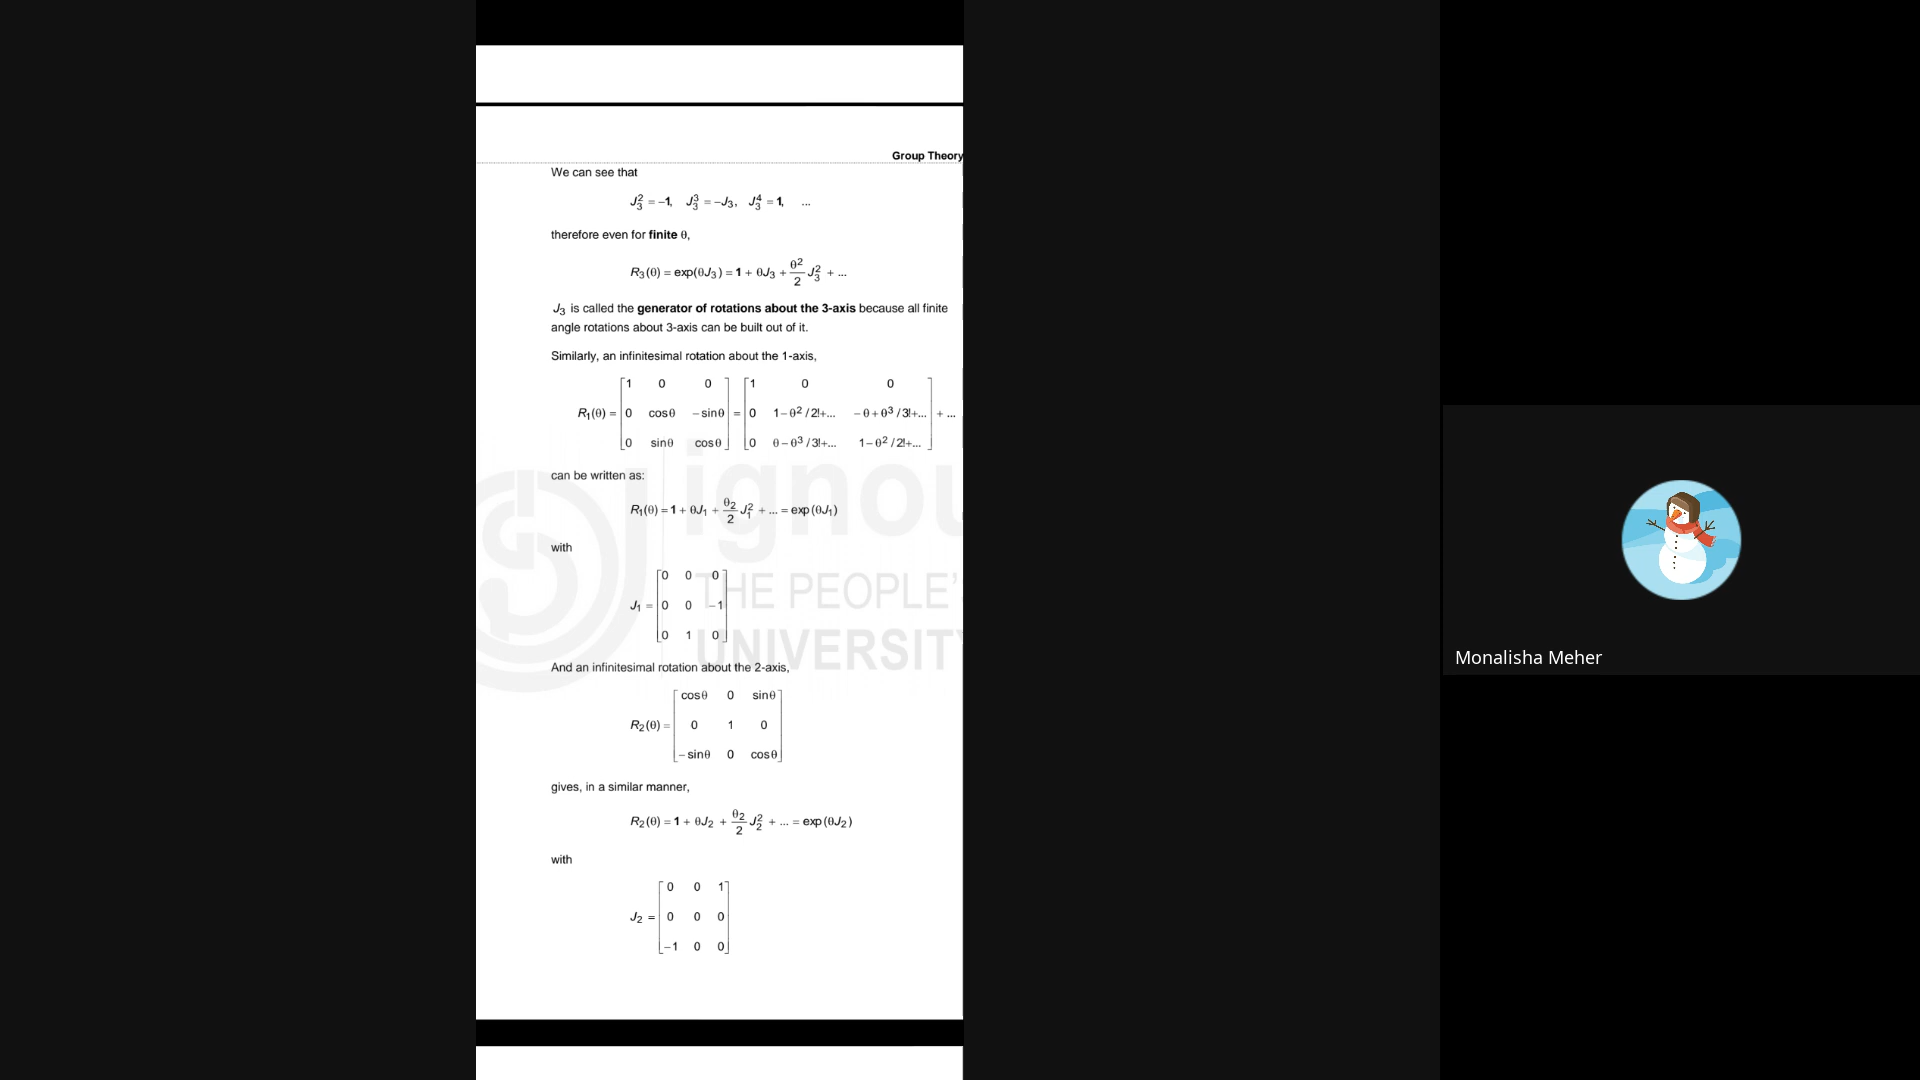 Group Theory
We can see that
J₃² = −1, J₃³ = −J₃, J₃⁴ = 1, ...
therefore even for finite θ,
R₃(θ) = exp(θJ₃) = 1 + θJ₃ + θ²/2 J₃² + ...
J₃ is called the generator of rotations about the 3-axis because all finite
angle rotations about 3-axis can be built out of it.
Similarly, an infinitesimal rotation about the 1-axis,
R₁(θ) = [1 0 0; 0 cosθ −sinθ; 0 sinθ cosθ] = [1 0 0; 0 1−θ²/2!+... −θ+θ³/3!+...; 0 θ−θ³/3!+... 1−θ²/2!+...] + ...
can be written as:
R₁(θ) = 1 + θJ₁ + θ₂/2 J₁² + ... = exp(θJ₁)
with
J₁ = [0 0 0; 0 0 −1; 0 1 0]
And an infinitesimal rotation about the 2-axis,
R₂(θ) = [cosθ 0 sinθ; 0 1 0; −sinθ 0 cosθ]
gives, in a similar manner,
R₂(θ) = 1 + θJ₂ + θ₂/2 J₂² + ... = exp(θJ₂)
with
J₂ = [0 0 1; 0 0 0; −1 0 0]
ignou
THE PEOPLE'
UNIVERSITY
Monalisha Meher